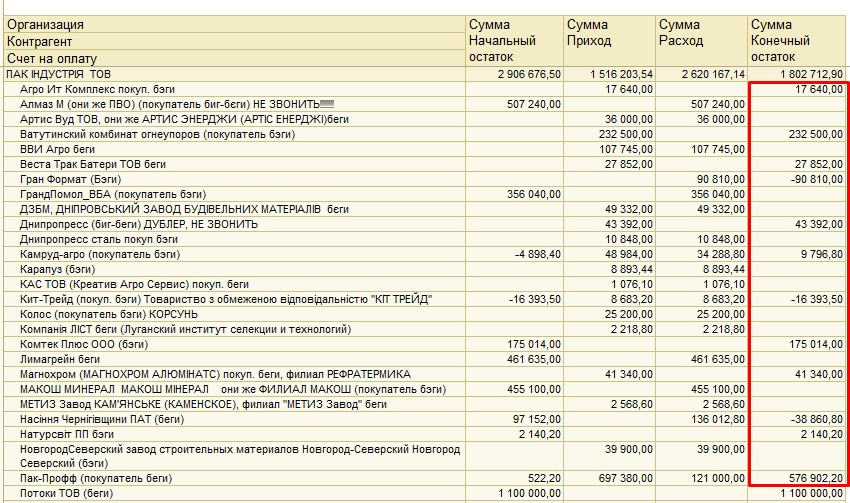 Организация Сумма Сумма Сумма Сумма
Контрагент Начальный Приход Расход Конечный
Счет на оплату остаток остаток
ПАК ІНДУСТРІЯ ТОВ 2 906 676,50 1 516 203,54 2 620 167,14 1 802 712,90
Агро Ит Комплекс покуп. бэги 17 640,00 17 640,00
Алмаз М (они же ПВО) (покупатель биг-бєги) НЕ ЗВОНИТЬ!!!!!! 507 240,00 507 240,00
Артис Вуд ТОВ, они же АРТИС ЭНЕРДЖИ (АРТІС ЕНЕРДЖІ)беги 36 000,00 36 000,00
Ватутинский комбинат огнеупоров (покупатель бэги) 232 500,00 232 500,00
ВВИ Агро беги 107 745,00 107 745,00
Веста Трак Батери ТОВ беги 27 852,00 27 852,00
Гран Формат (Бэги) 90 810,00 -90 810,00
ГрандПомол_ВБА (покупатель бэги) 356 040,00 356 040,00
ДЗБМ, ДНІПРОВСЬКИЙ ЗАВОД БУДІВЕЛЬНИХ МАТЕРІАЛІВ бєги 49 332,00 49 332,00
Днипропресс (биг-беги) ДУБЛЕР, НЕ ЗВОНИТЬ 43 392,00 43 392,00
Днипропресс сталь покуп бэги 10 848,00 10 848,00
Камруд-агро (покупатель бэги) -4 898,40 48 984,00 34 288,80 9 796,80
Карапуз (бэги) 8 893,44 8 893,44
КАС ТОВ (Креатив Агро Сервис) покуп. беги 1 076,10 1 076,10
Кит-Трейд (покуп. бэги) Товариство з обмеженою відповідальністю "КІТ ТРЕЙД" -16 393,50 8 683,20 8 683,20 -16 393,50
Колос (покупатель бэги) КОРСУНЬ 25 200,00 25 200,00
Компанія ЛІСТ беги (Луганский институт селекции и технологий) 2 218,80 2 218,80
Комтек Плюс ООО (бэги) 175 014,00 175 014,00
Лимагрейн беги 461 635,00 461 635,00
Магнохром (МАГНОХРОМ АЛЮМІНАТС) покуп. беги, филиал РЕФРАТЕРМИКА 41 340,00 41 340,00
МАКОШ МИНЕРАЛ МАКОШ МІНЕРАЛ они же ФИЛИАЛ МАКОШ (покупатель бэги) 455 100,00 455 100,00
МЕТИЗ Завод КАМ'ЯНСЬКЕ (КАМЕНСКОЕ), филиал "МЕТИЗ Завод" беги 2 568,60 2 568,60
Насіння Чернігівщини ПАТ (беги) 97 152,00 136 012,80 -38 860,80
Натурсвіт ПП бэги 2 140,20 2 140,20
НовгородСеверский завод строительных материалов Новгород-Северский Новгород 39 900,00 39 900,00
Северский (бэги)
Пак-Профф (покупатель беги) 522,20 697 380,00 121 000,00 576 902,20
Потоки ТОВ (беги) 1 100 000,00 1 100 000,00